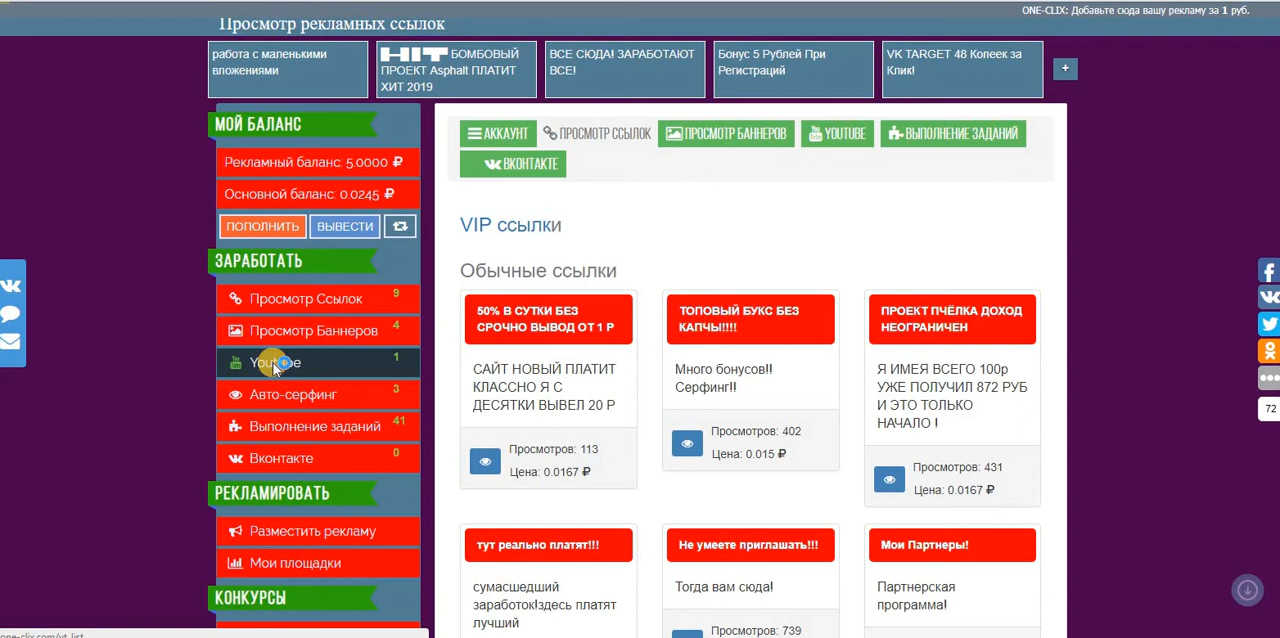 Просмотр рекламных ссылок
ONE-CLIX: Добавьте сюда вашу рекламу за 1 руб.
работа с маленькими
вложениями
HIT БОМБОВЫЙ
ПРОЕКТ Asphalt ПЛАТИТ
ХИТ 2019
ВСЕ СЮДА! ЗАРАБОТАЮТ
ВСЕ!
Бонус 5 Рублей При
Регистраций
VK TARGET 48 Копеек за
Клик!
+
МОЙ БАЛАНС
Рекламный баланс: 5.0000 ₽
Основной баланс: 0.0245 ₽
ПОПОЛНИТЬ
ВЫВЕСТИ
ЗАРАБОТАТЬ
Просмотр Ссылок 9
Просмотр Баннеров 4
Youtube 1
Авто-серфинг 3
Выполнение заданий 41
Вконтакте 0
РЕКЛАМИРОВАТЬ
Разместить рекламу
Мои площадки
КОНКУРСЫ
АККАУНТ
ПРОСМОТР ССЫЛОК
ПРОСМОТР БАННЕРОВ
YOUTUBE
ВЫПОЛНЕНИЕ ЗАДАНИЙ
ВКОНТАКТЕ
VIP ссылки
Обычные ссылки
50% В СУТКИ БЕЗ
СРОЧНО ВЫВОД ОТ 1 Р
САЙТ НОВЫЙ ПЛАТИТ
КЛАССНО Я С
ДЕСЯТКИ ВЫВЕЛ 20 Р
Просмотров: 113
Цена: 0.0167 ₽
ТОПОВЫЙ БУКС БЕЗ
КАПЧЫ!!!!
Много бонусов!!
Серфинг!!
Просмотров: 402
Цена: 0.015 ₽
ПРОЕКТ ПЧЁЛКА ДОХОД
НЕОГРАНИЧЕН
Я ИМЕЯ ВСЕГО 100р
УЖЕ ПОЛУЧИЛ 872 РУБ
И ЭТО ТОЛЬКО
НАЧАЛО !
Просмотров: 431
Цена: 0.0167 ₽
тут реально платят!!!
сумасшедший
заработок!здесь платят
лучший
Не умеете приглашать!!!
Тогда вам сюда!
Просмотров: 739
Мои Партнеры!
Партнерская
программа!
72
one-clix.com/yt_list